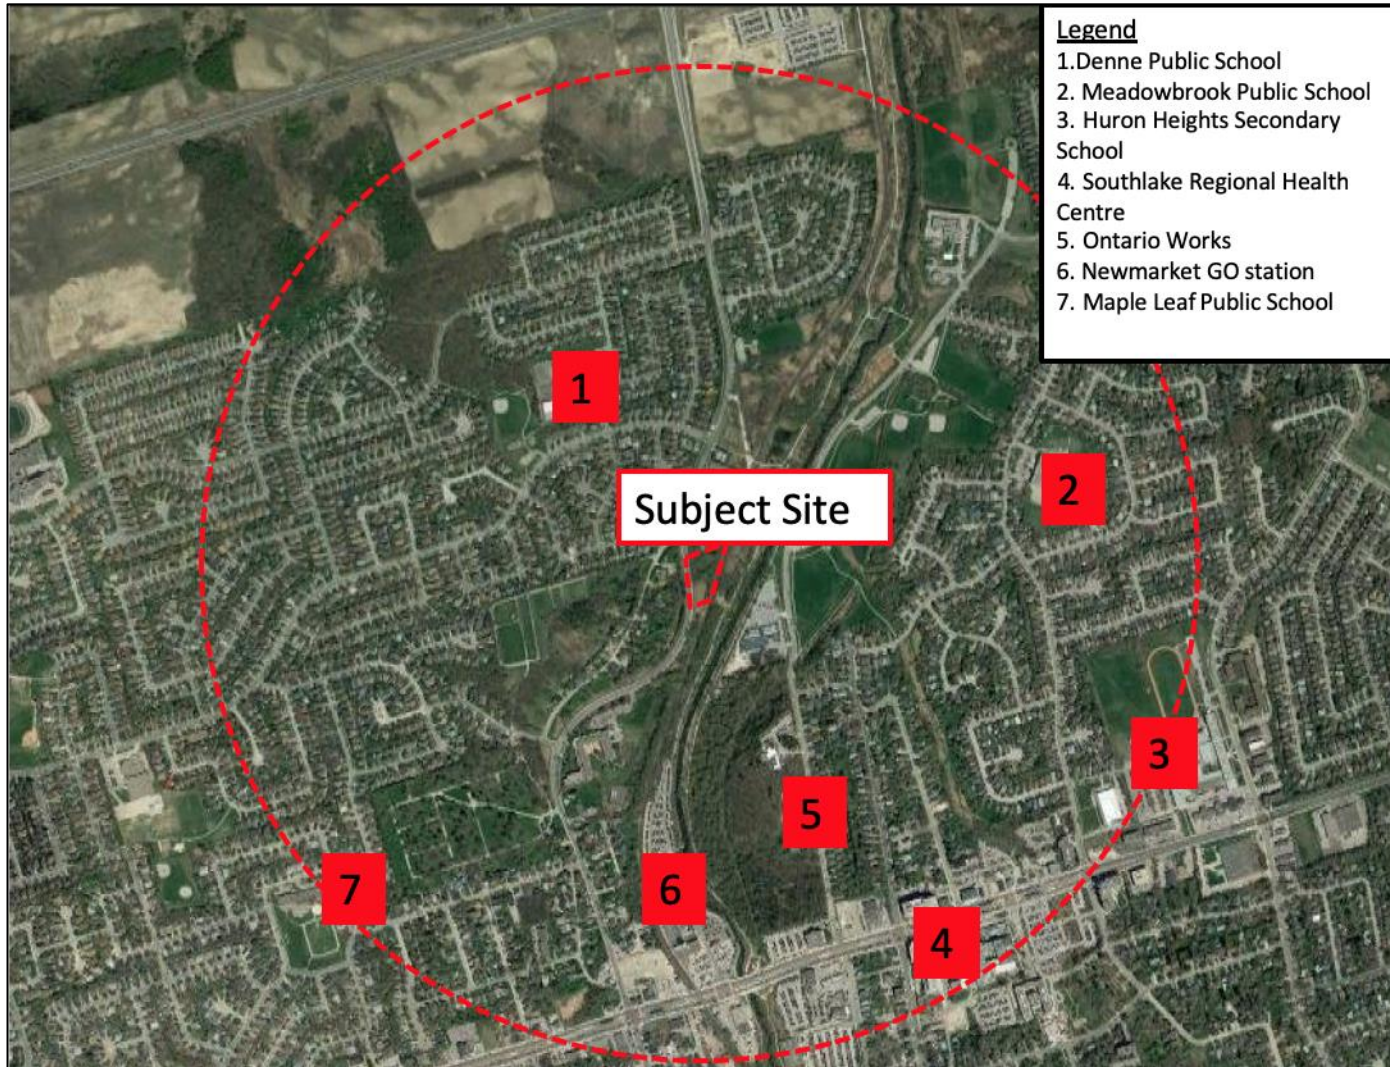 Legend
1.Denne Public School
2. Meadowbrook Public School
3. Huron Heights Secondary
School
4. Southlake Regional Health
Centre
5. Ontario Works
6. Newmarket GO station
7. Maple Leaf Public School
1
2
Subject Site
3
5
7
6
4